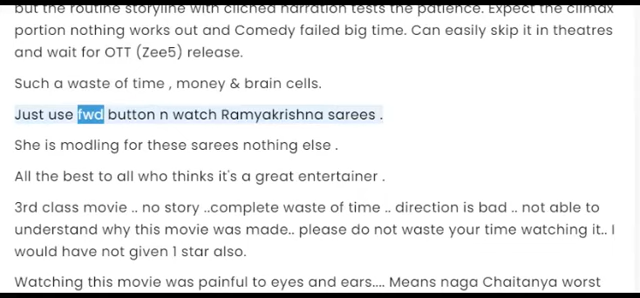 but the routine storyline with cliched narration tests the patience. Expect the climax
portion nothing works out and Comedy failed big time. Can easily skip it in theatres
and wait for OTT (Zee5) release.
Such a waste of time , money & brain cells.
Just use fwd button n watch Ramyakrishna sarees .
She is modling for these sarees nothing else .
All the best to all who thinks it's a great entertainer .
3rd class movie .. no story ..complete waste of time .. direction is bad .. not able to
understand why this movie was made.. please do not waste your time watching it.. I
would have not given 1 star also.
Watching this movie was painful to eyes and ears.... Means naga Chaitanya worst